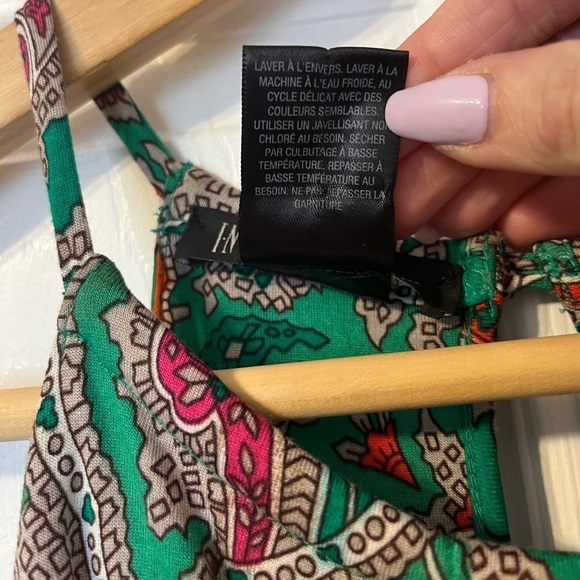 LAVER À L'ENVERS. LAVER À LA
MACHINE À L'EAU FROIDE, AU
CYCLE DÉLICAT AVEC DES
COULEURS SEMBLABLES.
UTILISER UN JAVELLISANT NON
CHLORÉ AU BESOIN. SÉCHER
PAR CULBUTAGE À BASSE
TEMPÉRATURE. REPASSER À
BASSE TEMPÉRATURE AU
BESOIN. NE PAS REPASSER LA
GARNITURE